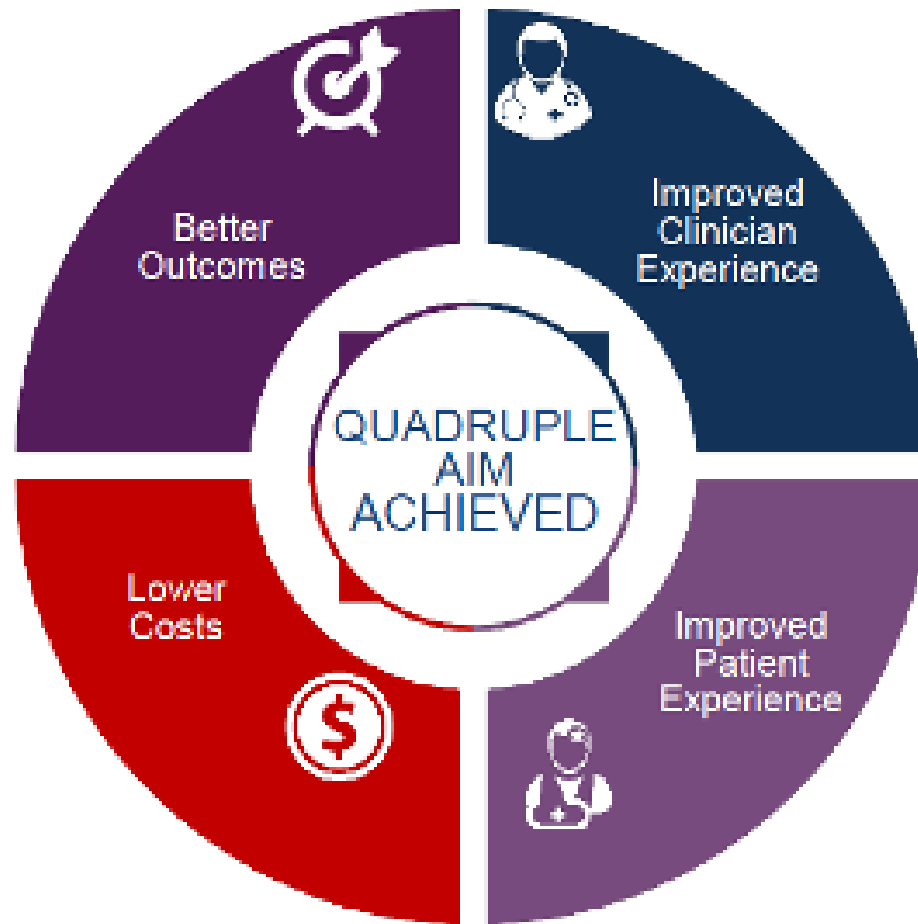 Better
Outcomes
Improved
Clinician
Experience
QUADRUPLE
AIM
ACHIEVED
Lower
Costs
$
Improved
Patient
Experience